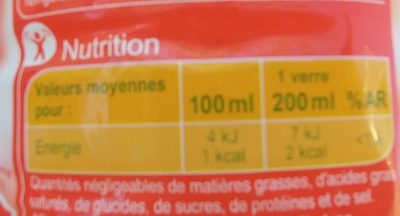 Nutrition
Valeurs moyennes
pour :
100 ml
1 verre
200 ml
%AR
Energie
4 kJ
1 kcal
7 kJ
2 kcal
Quantités négligeables de matières grasses, d'acides gras
saturés, de glucides, de sucres, de protéines et de sel.